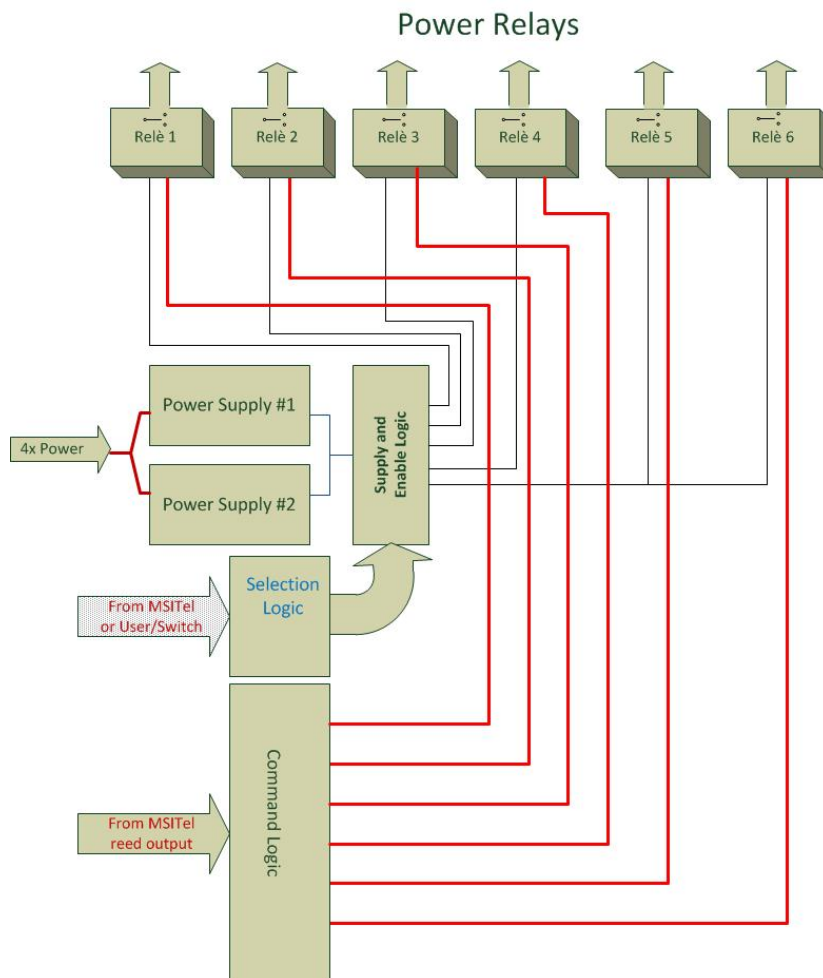 Power Relays
Relè 1
Relè 2
Relè 3
Relè 4
Relè 5
Relè 6
Power Supply #1
4x Power
Supply and
Enable Logic
Power Supply #2
Selection
Logic
From MSITel
or User/Switch
Command Logic
From MSITel
reed output